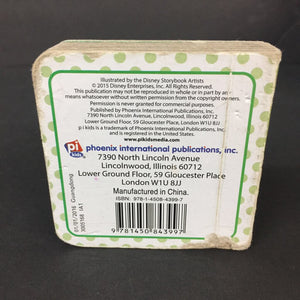 Illustrated by the Disney Storybook Artists
© 2015 Disney Enterprises, Inc. All rights reserved.
This publication may not be reproduced in whole or in part by any
means whatsoever without written permission from the copyright owners.
Permission is never granted for commercial purposes.
Published by Phoenix International Publications, Inc.
7390 North Lincoln Avenue, Lincolnwood, Illinois 60712
Lower Ground Floor, 59 Gloucester Place, London W1U 8JJ
p i kids is a trademark of Phoenix International Publications, Inc.
and is registered in the United States.
www.pikidsmedia.com
pi kids
phoenix international publications, inc.
7390 North Lincoln Avenue
Lincolnwood, Illinois 60712
Lower Ground Floor, 59 Gloucester Place
London W1U 8JJ
Manufactured in China.
ISBN: 978-1-4508-4399-7
9 781450 843997
Guangdong